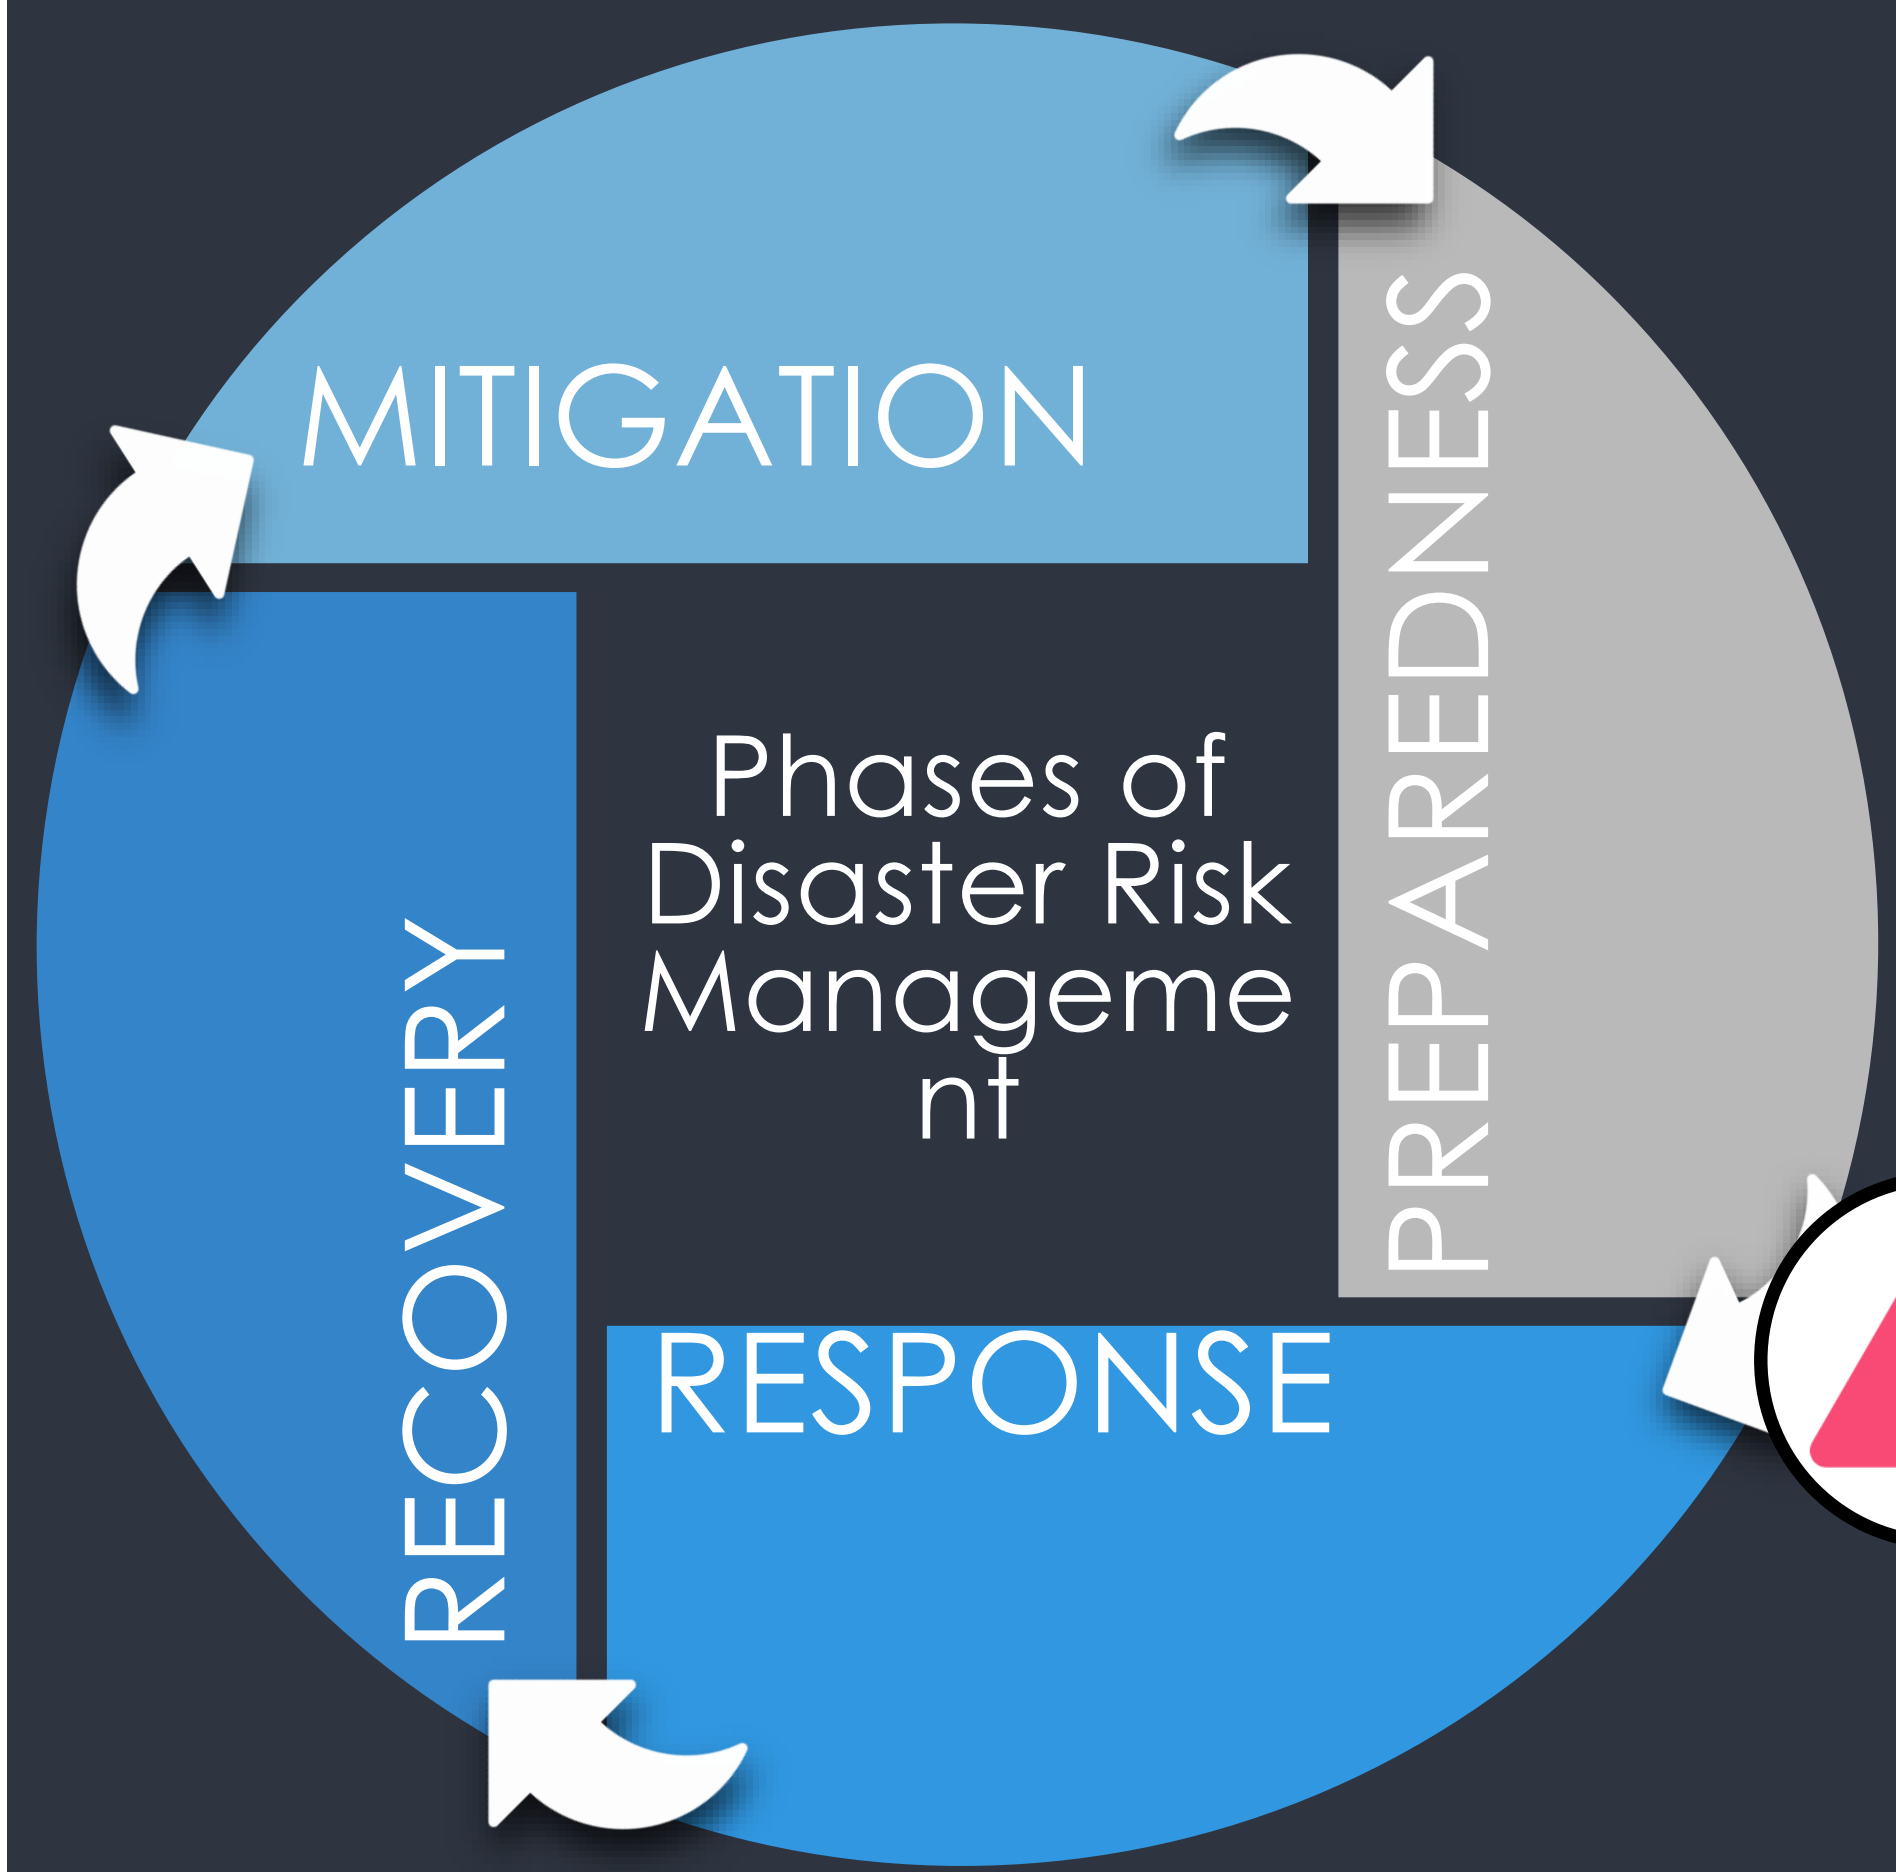 MITIGATION
PREPAREDNESS
Phases of
Disaster Risk
Manageme
nt
RECOVERY
RESPONSE